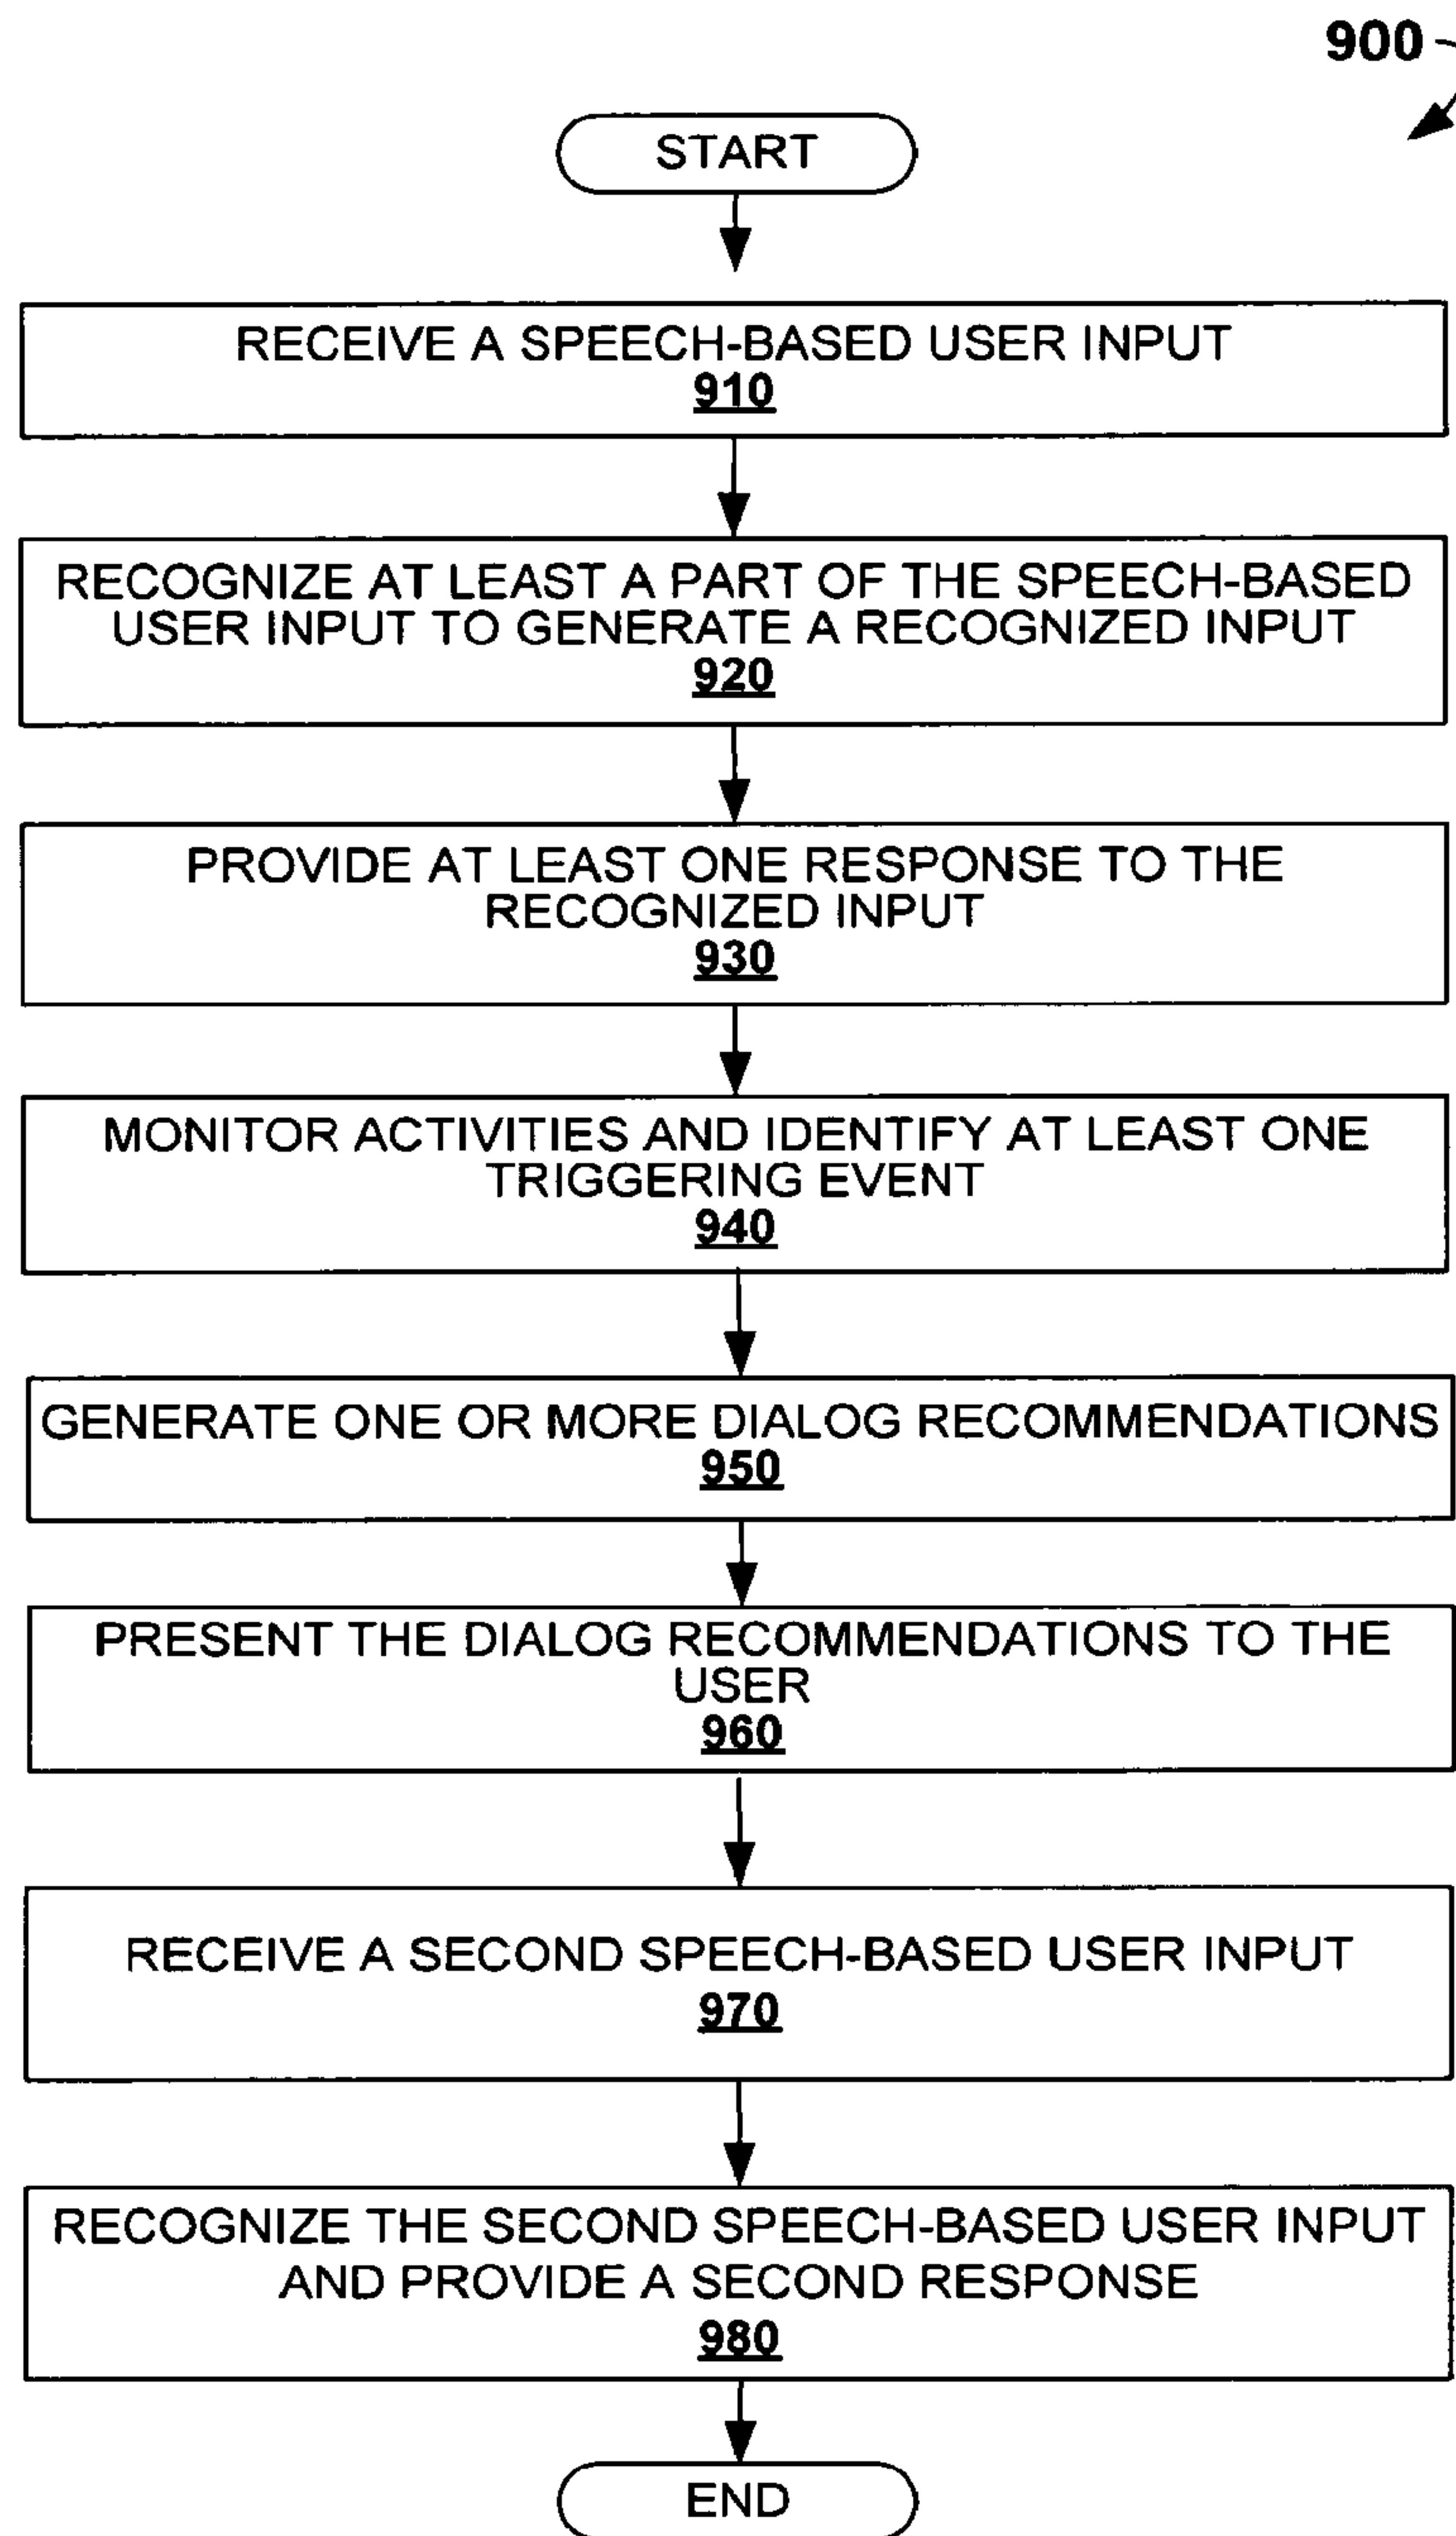 900
START
RECEIVE A SPEECH-BASED USER INPUT
910
RECOGNIZE AT LEAST A PART OF THE SPEECH-BASED
USER INPUT TO GENERATE A RECOGNIZED INPUT
920
PROVIDE AT LEAST ONE RESPONSE TO THE
RECOGNIZED INPUT
930
MONITOR ACTIVITIES AND IDENTIFY AT LEAST ONE
TRIGGERING EVENT
940
GENERATE ONE OR MORE DIALOG RECOMMENDATIONS
950
PRESENT THE DIALOG RECOMMENDATIONS TO THE
USER
960
RECEIVE A SECOND SPEECH-BASED USER INPUT
970
RECOGNIZE THE SECOND SPEECH-BASED USER INPUT
AND PROVIDE A SECOND RESPONSE
980
END